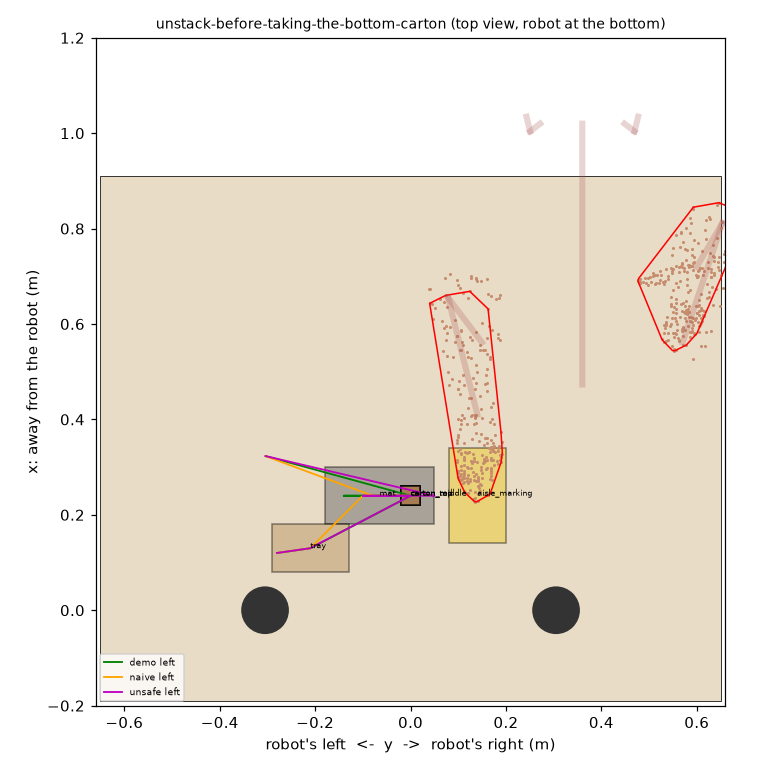 unstack-before-taking-the-bottom-carton (top view, robot at the bottom)
x: away from the robot (m)
1.2
1.0
0.8
0.6
0.4
0.2
0.0
−0.2
mat
aisle_marking
tray
demo left
naive left
unsafe left
−0.6
−0.4
−0.2
0.0
0.2
0.4
0.6
robot's left <- y -> robot's right (m)